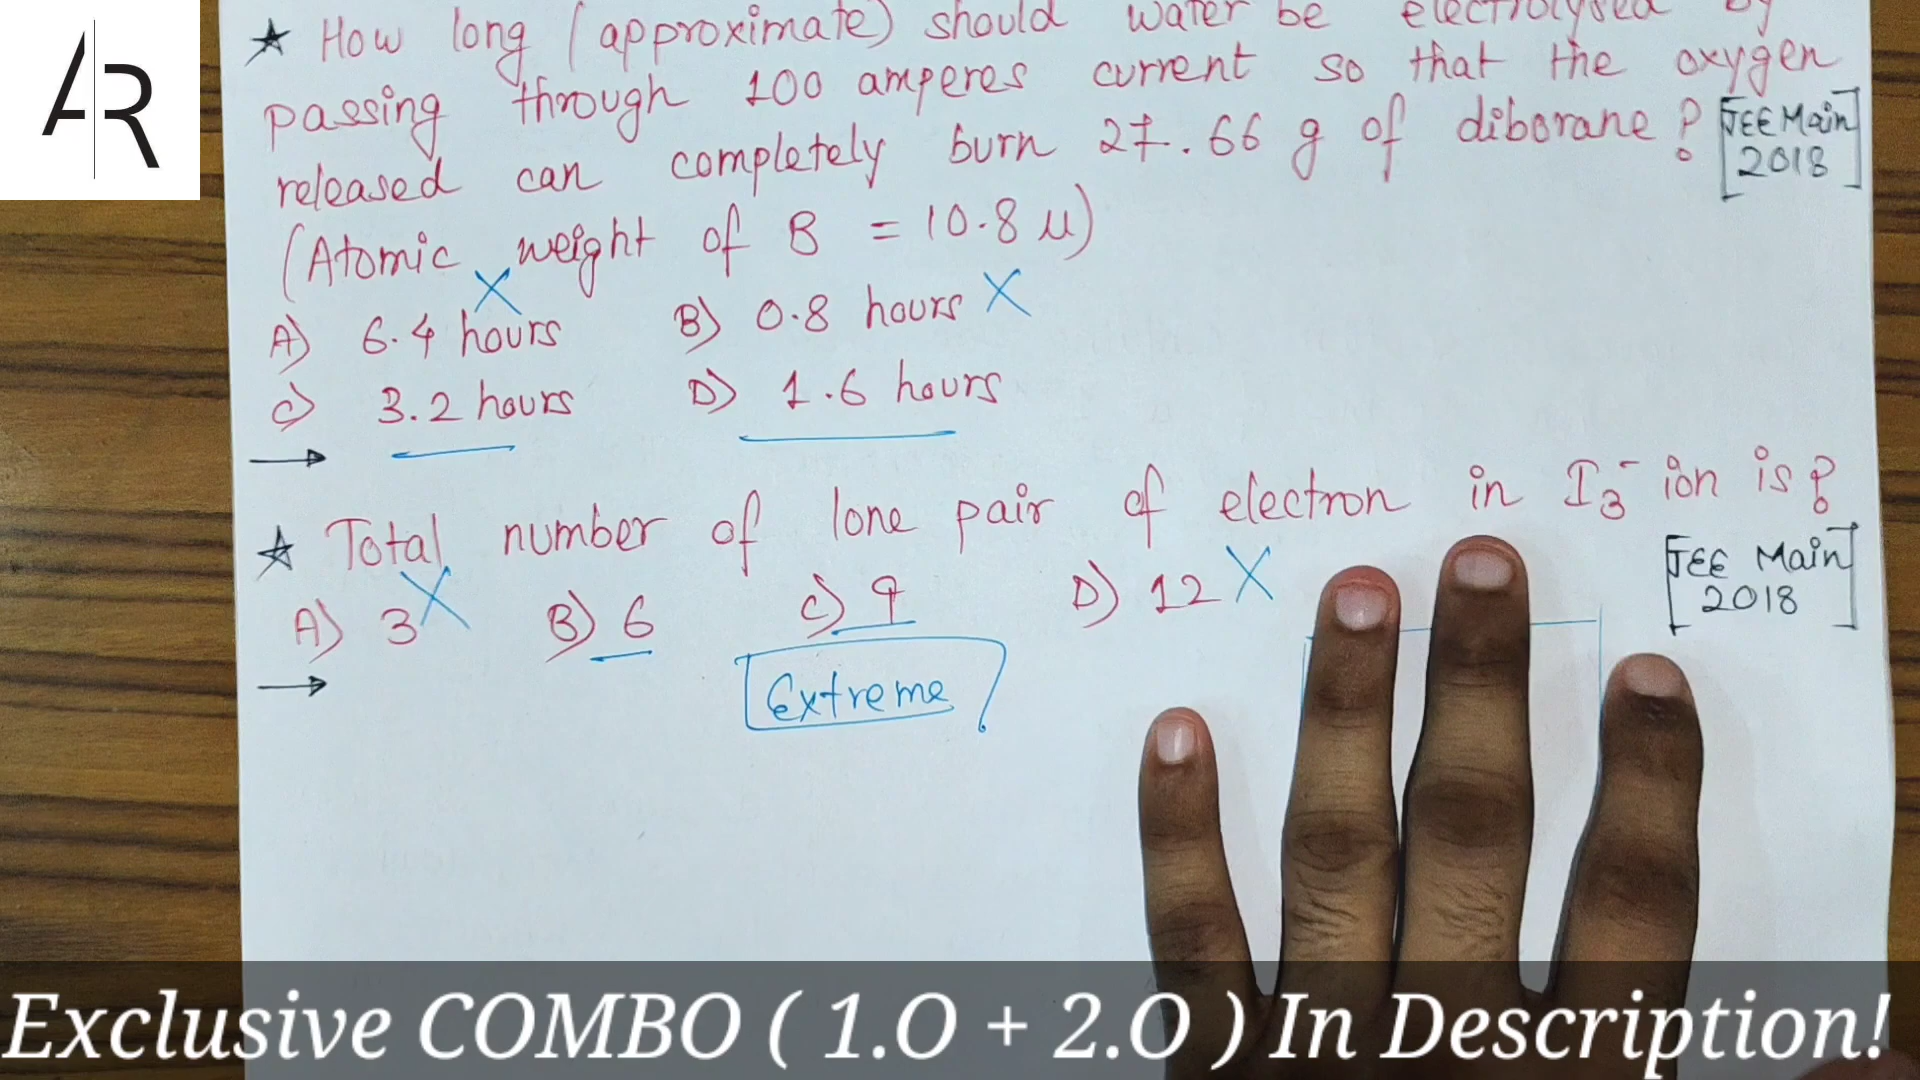 AR
★ How long (approximate) should water be electrolysed by
passing through 100 amperes current so that the oxygen
released can completely burn 27.66 g of diborane?
[JEE Main
2018]
(Atomic weight of B = 10.8 u)
A) 6.4 hours X B) 0.8 hours X
C) 3.2 hours D) 1.6 hours
→
☆ Total number of lone pair of electron in I3⁻ ion is?
[JEE Main
2018]
A) 3 X B) 6 C) 9 D) 12 X
→
Extreme
Exclusive COMBO ( 1.O + 2.O ) In Description!